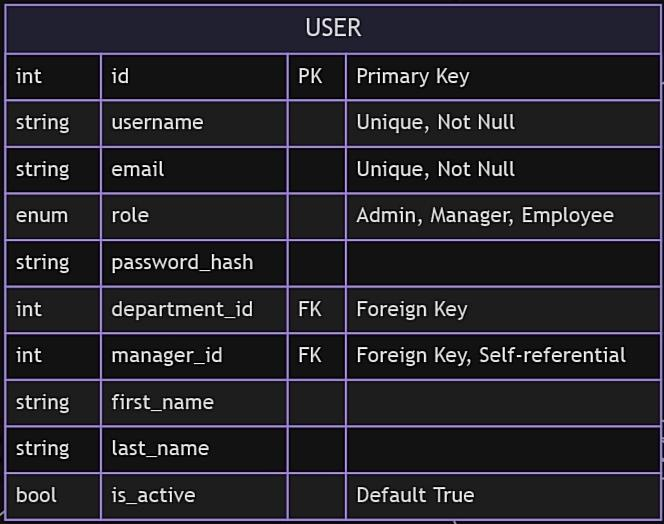 USER
int id PK Primary Key
string username Unique, Not Null
string email Unique, Not Null
enum role Admin, Manager, Employee
string password_hash
int department_id FK Foreign Key
int manager_id FK Foreign Key, Self-referential
string first_name
string last_name
bool is_active Default True